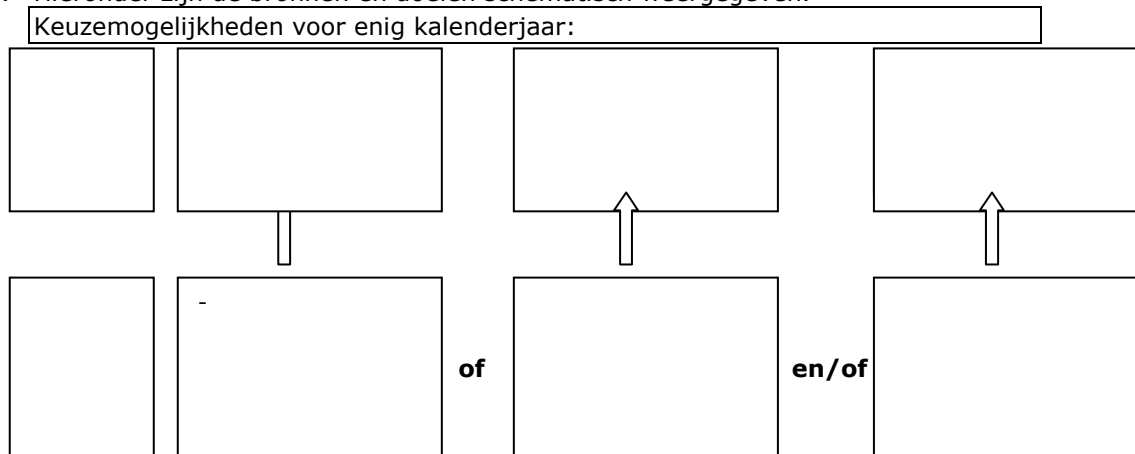 Hieronder zijn de bronnen en doelen schematisch weergegeven.
Keuzemogelijkheden voor enig kalenderjaar:
-
of
en/of